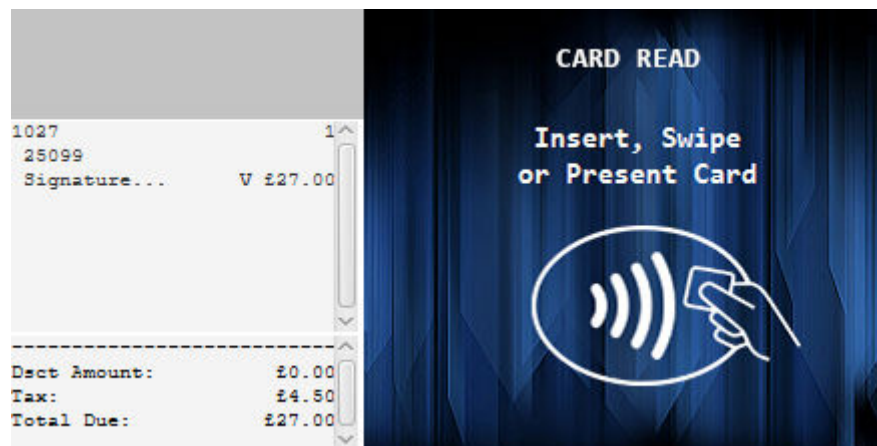 1027 1
25099
Signature... V £27.00
--------------------------
Dsct Amount: £0.00
Tax: £4.50
Total Due: £27.00
CARD READ
Insert, Swipe
or Present Card